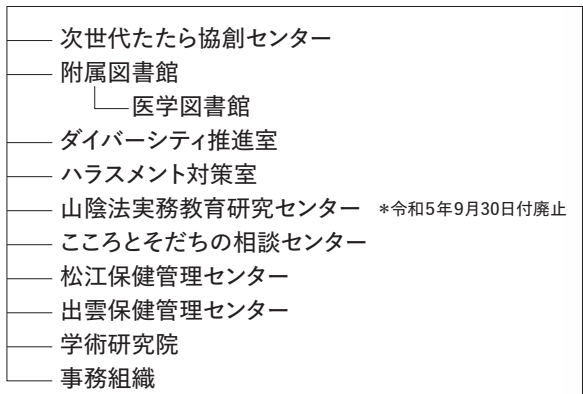 次世代たたら協創センター
附属図書館
医学図書館
ダイバーシティ推進室
ハラスメント対策室
山陰法実務教育研究センター *令和5年9月30日付廃止
こころとそだちの相談センター
松江保健管理センター
出雲保健管理センター
学術研究院
事務組織